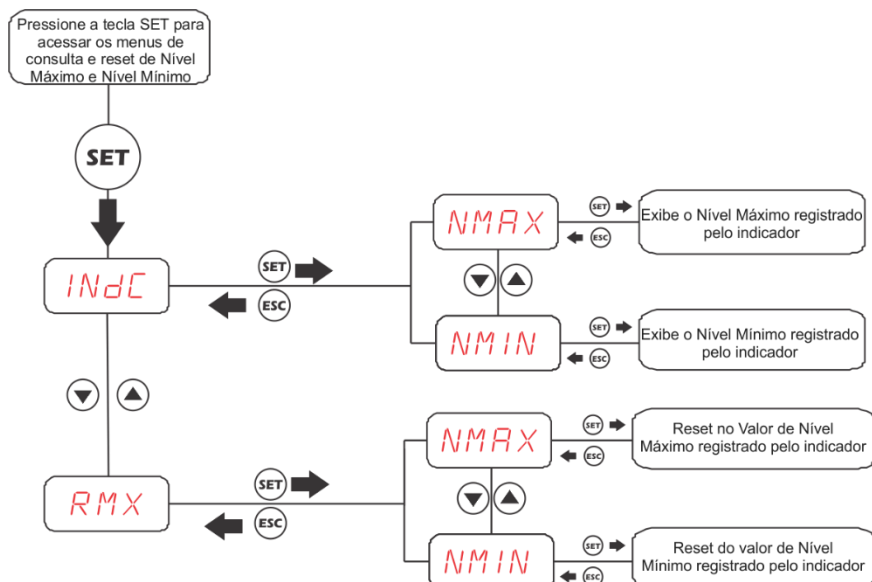 Pressione a tecla SET para
acessar os menus de
consulta e reset de Nível
Máximo e Nível Mínimo
SET
INdC
SET
ESC
NMAX
SET
ESC
Exibe o Nível Máximo registrado
pelo indicador
NMIN
SET
ESC
Exibe o Nível Mínimo registrado
pelo indicador
RMX
SET
ESC
NMAX
SET
ESC
Reset no Valor de Nível
Máximo registrado pelo indicador
NMIN
SET
ESC
Reset do valor de Nível
Mínimo registrado pelo indicador